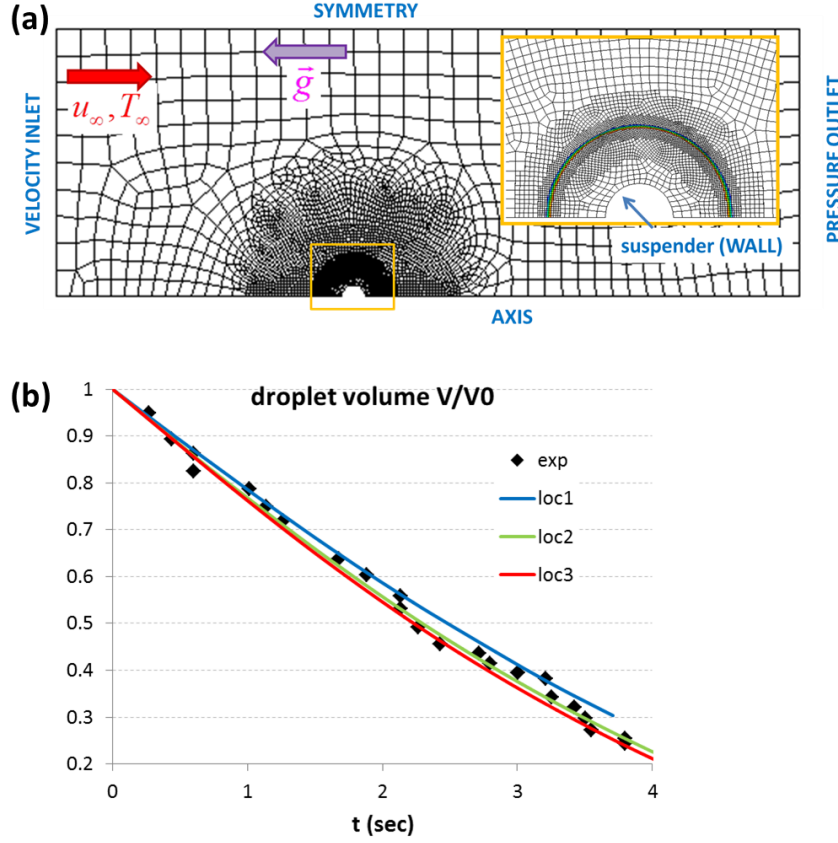 (a)
SYMMETRY
u∞, T∞
g⃗
VELOCITY INLET
PRESSURE OUTLET
suspender (WALL)
AXIS
(b)
droplet volume V/V0
1
0.9
0.8
0.7
0.6
0.5
0.4
0.3
0.2
exp
loc1
loc2
loc3
0 1 2 3 4
t (sec)